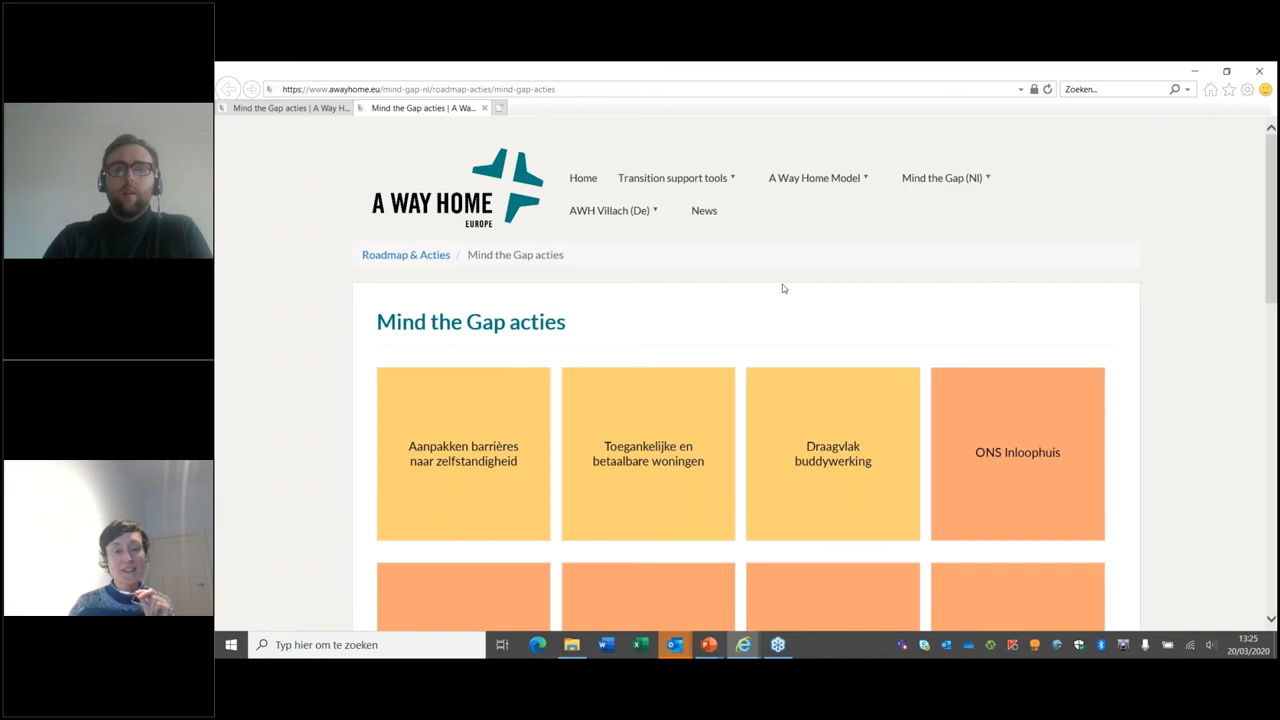 https://www.awayhome.eu/mind-gap-nl/roadmap-acties/mind-gap-acties
Zoeken...
Mind the Gap acties | A Way H...
Mind the Gap acties | A Wa...
A WAY HOME
EUROPE
Home
Transition support tools
A Way Home Model
Mind the Gap (Nl)
AWH Villach (De)
News
Roadmap & Acties / Mind the Gap acties
Mind the Gap acties
Aanpakken barrières
naar zelfstandigheid
Toegankelijke en
betaalbare woningen
Draagvlak
buddywerking
ONS Inloophuis
Typ hier om te zoeken
13:25
20/03/2020